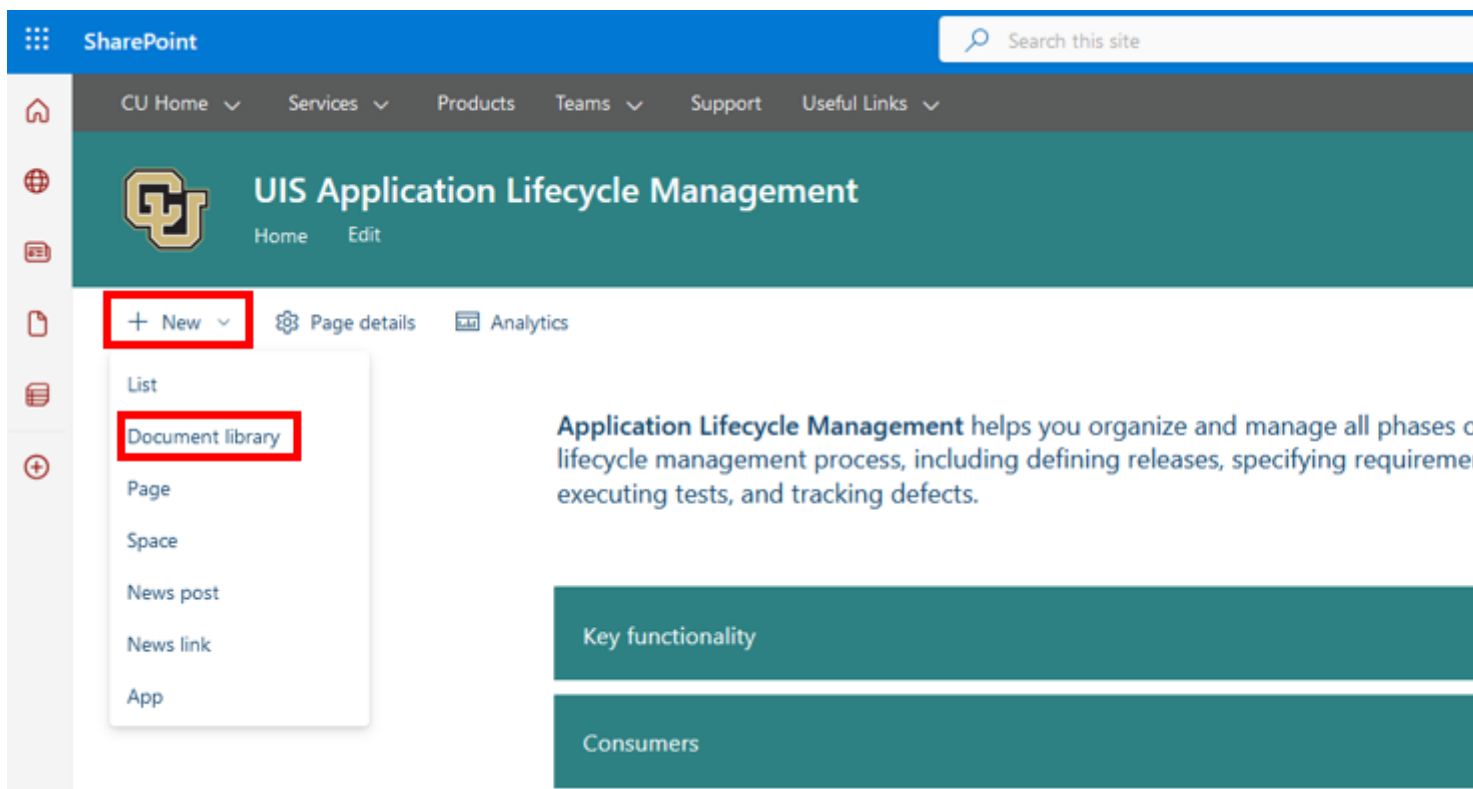 SharePoint
Search this site
CU Home Services Products Teams Support Useful Links
CU
UIS Application Lifecycle Management
Home Edit
+ New Page details Analytics
List
Document library
Page
Space
News post
News link
App
Application Lifecycle Management helps you organize and manage all phases
lifecycle management process, including defining releases, specifying
executing tests, and tracking defects.
Key functionality
Consumers